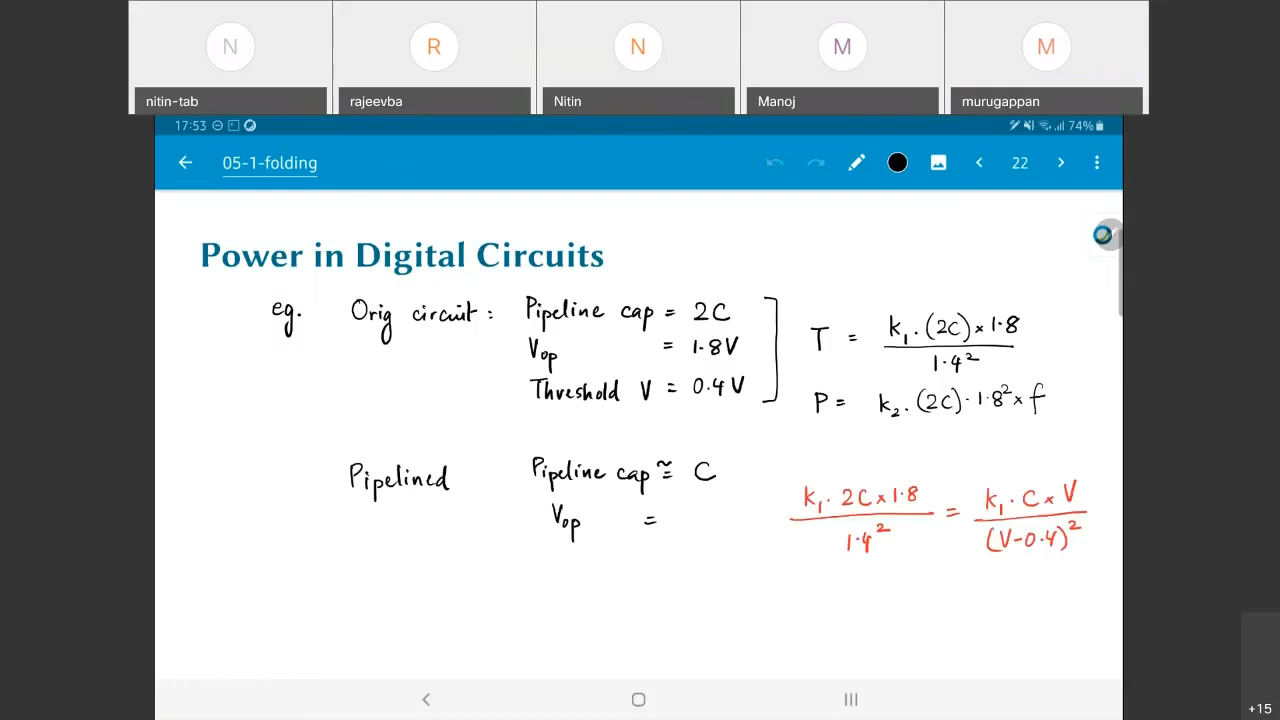 N R N M M
nitin-tab rajeevba Nitin Manoj murugappan
17:53 74%
05-1-folding 22
Power in Digital Circuits
eg. Orig circuit: Pipeline cap = 2C
Vop = 1.8V
Threshold V = 0.4V
T = k₁.(2C)×1.8 / 1.4²
P = k₂.(2C)·1.8²×f
Pipelined Pipeline cap ≅ C
Vop =
k₁.2C×1.8 / 1.4² = k₁.C×V / (V-0.4)²
+15